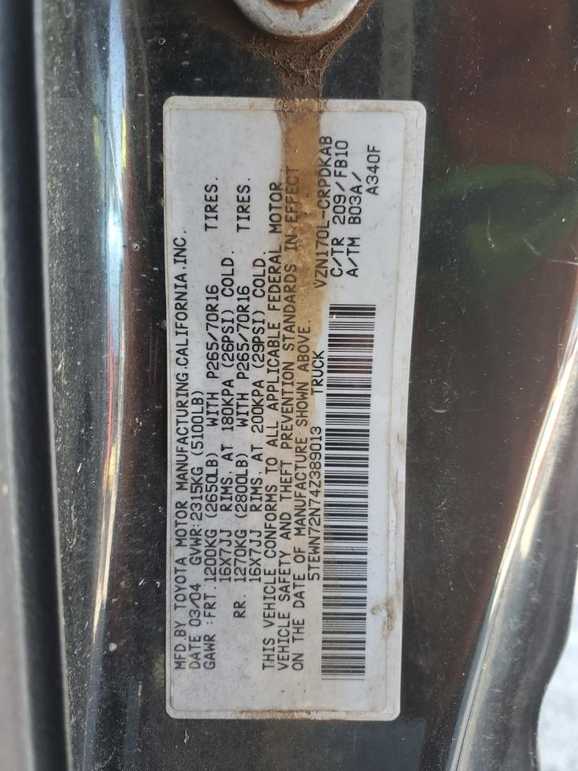 MFD.BY TOYOTA MOTOR MANUFACTURING.CALIFORNIA.INC.
DATE 03/04 GVWR:2315KG (5100LB)
GAWR :FRT.1200KG (2650LB) WITH P265/70R16 TIRES.
16X7JJ RIMS. AT 180KPA (26PSI) COLD.
RR. 1270KG (2800LB) WITH P265/70R16 TIRES.
16X7JJ RIMS. AT 200KPA (29PSI) COLD.
THIS VEHICLE CONFORMS TO ALL APPLICABLE FEDERAL MOTOR
VEHICLE SAFETY AND THEFT PREVENTION STANDARDS IN EFFECT
ON THE DATE OF MANUFACTURE SHOWN ABOVE.
5TEWN72N74Z389013 TRUCK
VZN170L-CRPDKAB
C/TR 209/FB10
A/TM B03A/
A340F